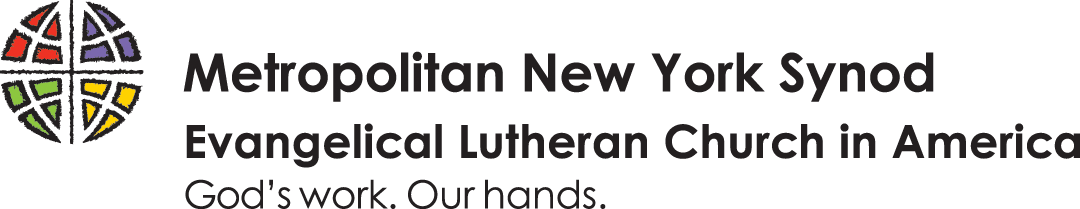 Metropolitan New York Synod
Evangelical Lutheran Church in America
God’s work. Our hands.